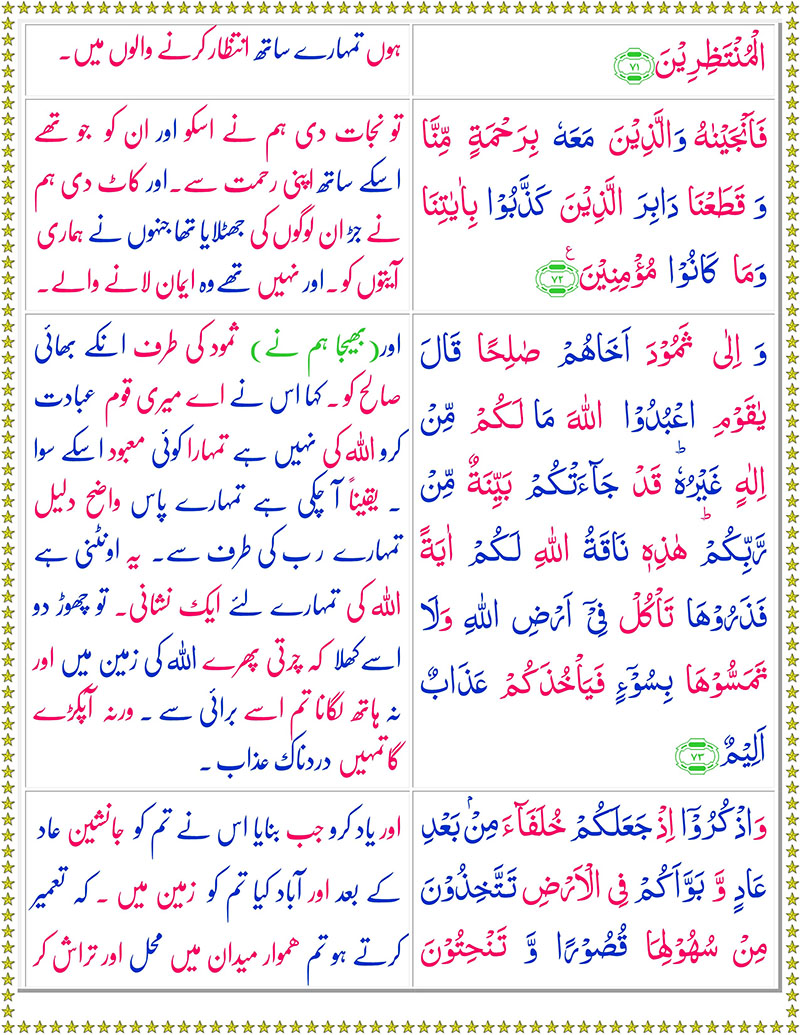 الْمُنْتَظِرِيْنَ ﴿۷۱﴾
ہوں تمہارے ساتھ انتظار کرنے والوں میں۔
فَاَنْجَيْنٰهُ وَالَّذِيْنَ مَعَهٗ بِرَحْمَةٍ مِّنَّا
وَ قَطَعْنَا دَابِرَ الَّذِيْنَ كَذَّبُوْا بِاٰيٰتِنَا
وَمَا كَانُوْا مُؤْمِنِيْنَ ﴿۷۲﴾ ع
تو نجات دی ہم نے اسکو اور ان کو جو تھے
اسکے ساتھ اپنی رحمت سے۔ اور کاٹ دی ہم
نے جڑ ان لوگوں کی جھٹلایا تھا جنہوں نے ہماری
آیتوں کو۔ اور نہیں تھے وہ ایمان لانے والے۔
وَ اِلٰى ثَمُوْدَ اَخَاهُمْ صٰلِحًا قَالَ
يٰقَوْمِ اعْبُدُوْا اللّٰهَ مَا لَكُمْ مِّنْ
اِلٰهٍ غَيْرُهٗ ؕ قَدْ جَآءَتْكُمْ بَيِّنَةٌ مِّنْ
رَّبِّكُمْ ؕ هٰذِهٖ نَاقَةُ اللّٰهِ لَكُمْ اٰيَةً
فَذَرُوْهَا تَاْكُلْ فِىْۤ اَرْضِ اللّٰهِ وَلَا
تَمَسُّوْهَا بِسُوْٓءٍ فَيَاْخُذَكُمْ عَذَابٌ
اَلِيْمٌ ﴿۷۳﴾
اور (بھیجا ہم نے) ثمود کی طرف انکے بھائی
صالح کو۔ کہا اس نے اے میری قوم عبادت
کرو اللہ کی نہیں ہے تمہارا کوئی معبود اسکے سوا
۔ یقیناً آ چکی ہے تمہارے پاس واضح دلیل
تمہارے رب کی طرف سے۔ یہ اونٹنی ہے
اللہ کی تمہارے لئے ایک نشانی۔ تو چھوڑ دو
اسے کھلا کہ چرتی پھرے اللہ کی زمین میں اور
نہ ہاتھ لگانا تم اسے برائی سے۔ ورنہ آپکڑے
گا تمہیں دردناک عذاب۔
وَاذْكُرُوْۤا اِذْ جَعَلَكُمْ خُلَفَآءَ مِنْۢ بَعْدِ
عَادٍ وَّ بَوَّاَكُمْ فِى الْاَرْضِ تَتَّخِذُوْنَ
مِنْ سُهُوْلِهَا قُصُوْرًا وَّ تَنْحِتُوْنَ
اور یاد کرو جب بنایا اس نے تم کو جانشین عاد
کے بعد اور آباد کیا تم کو زمین میں ۔ کہ تعمیر
کرتے ہو تم ہموار میدان میں محل اور تراش کر